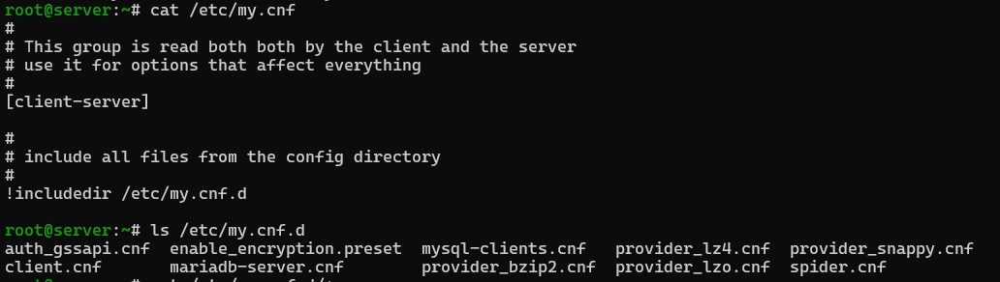 root@server:~# cat /etc/my.cnf
#
# This group is read both both by the client and the server
# use it for options that affect everything
#
[client-server]
#
# include all files from the config directory
#
!includedir /etc/my.cnf.d
root@server:~# ls /etc/my.cnf.d
auth_gssapi.cnf  enable_encryption.preset  mysql-clients.cnf  provider_lz4.cnf  provider_snappy.cnf
client.cnf  mariadb-server.cnf  provider_bzip2.cnf  provider_lzo.cnf  spider.cnf